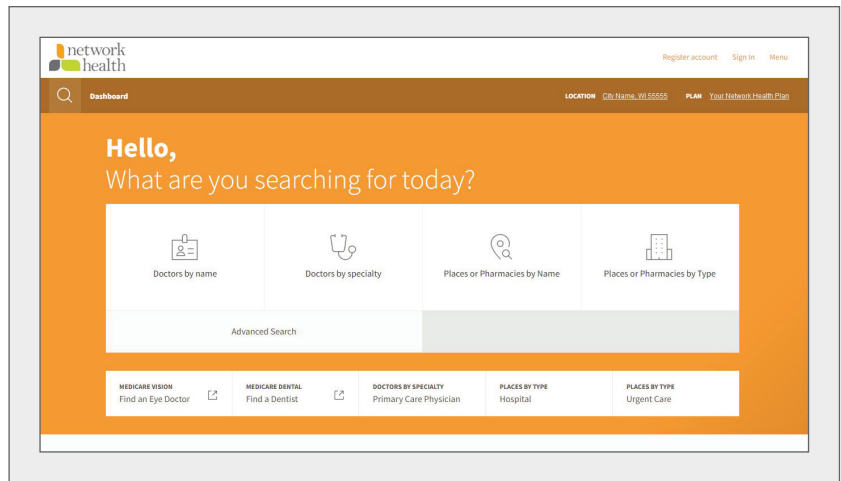 network
health
Register account Sign In Menu
Dashboard LOCATION City Name, WI 55555 PLAN Your Network Health Plan
Hello,
What are you searching for today?
Doctors by name Doctors by specialty Places or Pharmacies by Name Places or Pharmacies by Type
Advanced Search
MEDICARE VISION MEDICARE DENTAL DOCTORS BY SPECIALTY PLACES BY TYPE PLACES BY TYPE
Find an Eye Doctor Find a Dentist Primary Care Physician Hospital Urgent Care